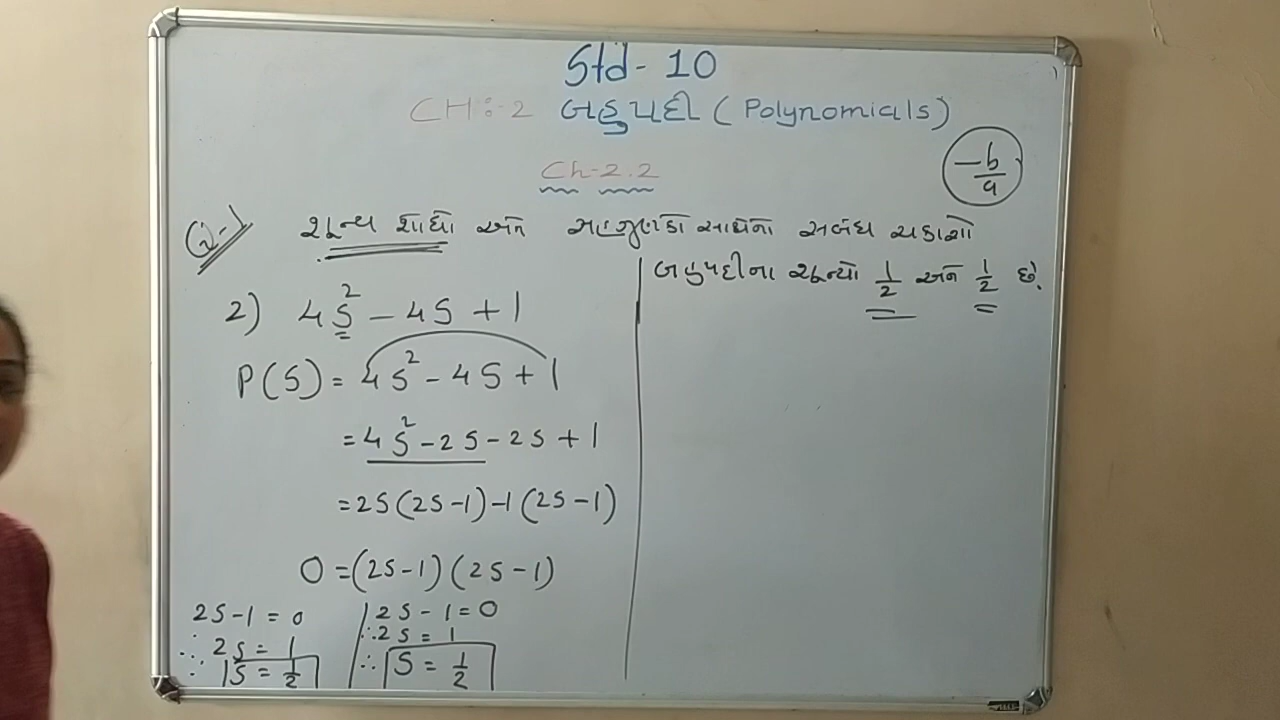 Std-10
CH:-2 બહુપદી (Polynomials)
Ch-2.2
-b/a
Q-1 શૂન્ય શોધો અને સહગુણકો સાથેના સબંધ ચકાશો
2) 4S² - 4S + 1
P(S) = 4S² - 4S + 1
= 4S² - 2S - 2S + 1
= 2S(2S-1) -1(2S-1)
0 = (2S-1)(2S-1)
2S-1 = 0
∴ 2S = 1
∴ S = 1/2
2S-1 = 0
∴ 2S = 1
∴ S = 1/2
બહુપદીના શૂન્યો 1/2 અને 1/2 છે.